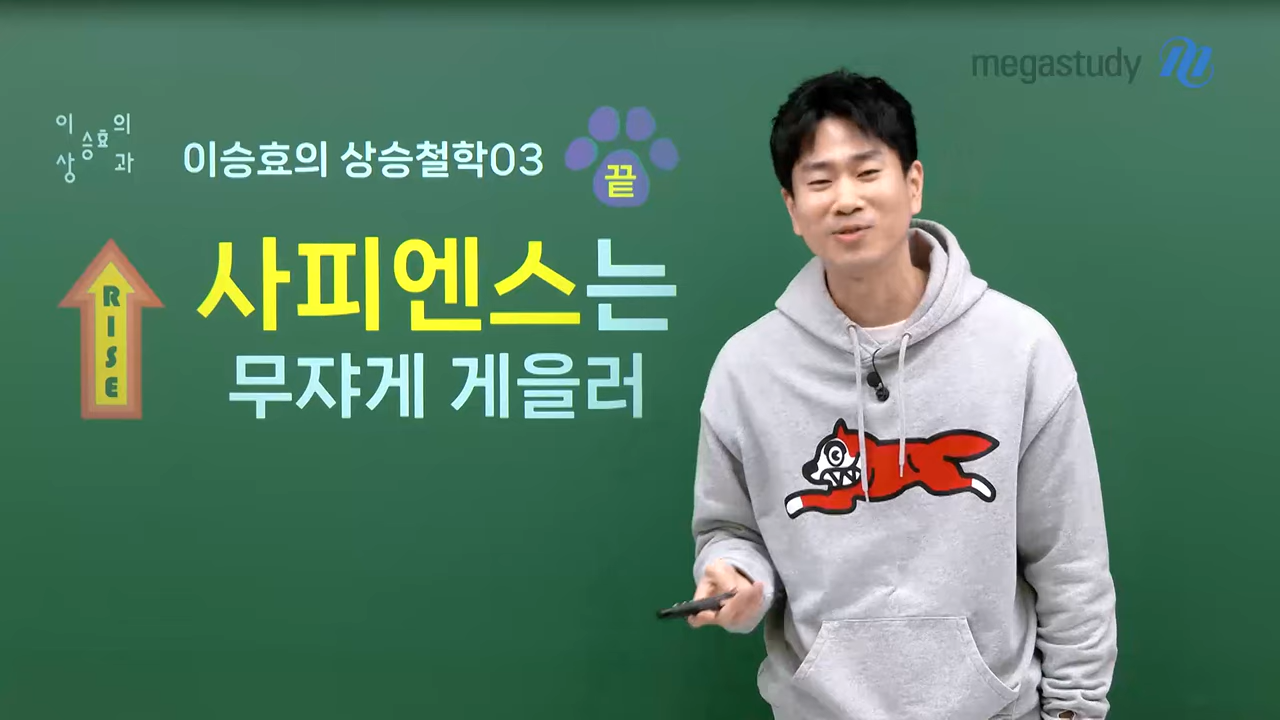 megastudy
이승효의
상승과
이승효의 상승철학03
끝
RISE
사피엔스는
무쟈게 게을러